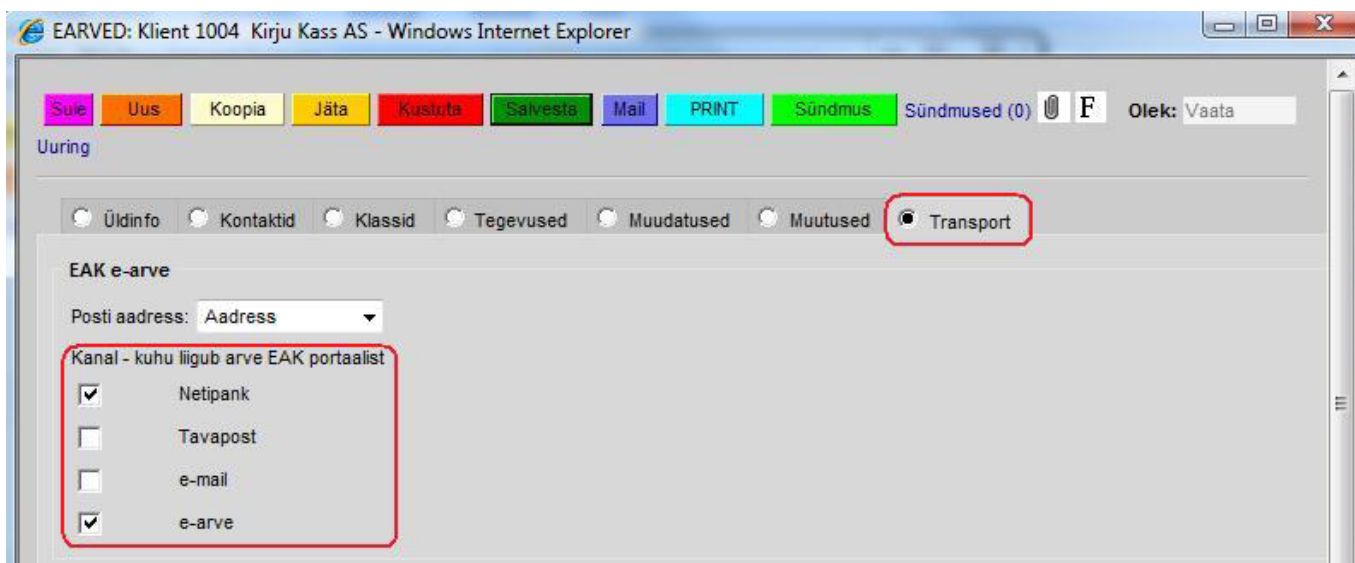 EARVED: Klient 1004 Kirju Kass AS - Windows Internet Explorer
Sule Uus Koopia Jäta Kustuta Salvesta Mail PRINT Sündmus Sündmused (0) F Olek: Vaata
Uuring
Üldinfo Kontaktid Klassid Tegevused Muudatused Muutused Transport
EAK e-arve
Posti aadress: Aadress
Kanal - kuhu liigub arve EAK portaalist
Netipank
Tavapost
e-mail
e-arve